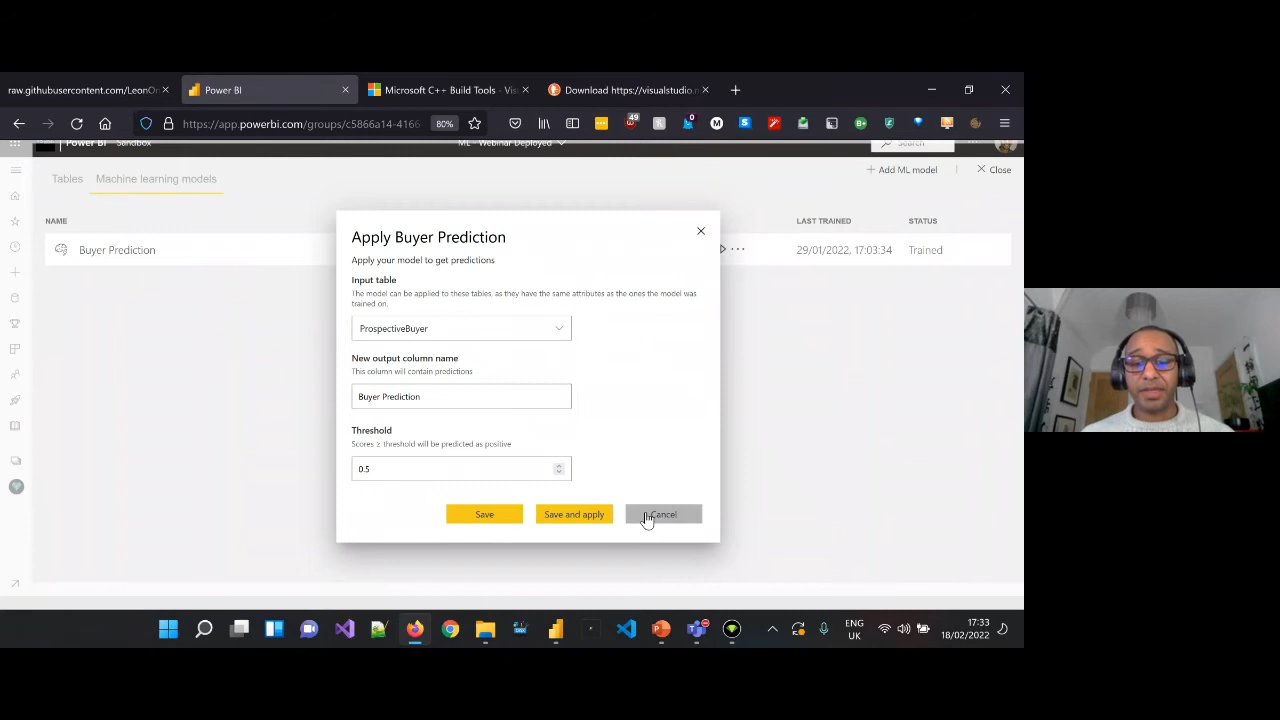 raw.githubusercontent.com/LeonOn
Power BI
Microsoft C++ Build Tools - Vis
Download https://visualstudio.
https://app.powerbi.com/groups/c5866a14-4166
80%
49
0
Power BI Sandbox
ML - Webinar Deployed
Search
Tables
Machine learning models
+ Add ML model
Close
NAME
LAST TRAINED
STATUS
Buyer Prediction
29/01/2022, 17:03:34
Trained
Apply Buyer Prediction
Apply your model to get predictions
Input table
The model can be applied to these tables, as they have the same attributes as the ones the model was
trained on.
ProspectiveBuyer
New output column name
This column will contain predictions
Buyer Prediction
Threshold
Scores ≥ threshold will be predicted as positive
0.5
Save
Save and apply
Cancel
ENG
UK
17:33
18/02/2022